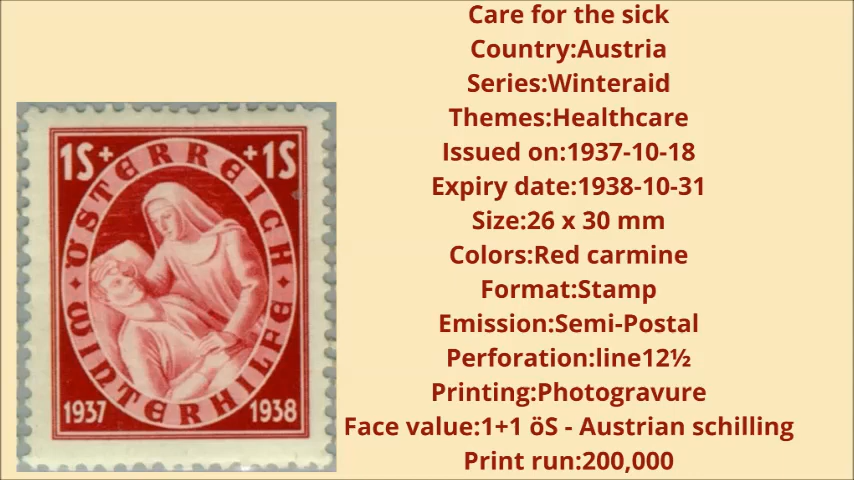 1S+ ÖSTERREICH +1S
WINTERHILFE
1937 1938
Care for the sick
Country:Austria
Series:Winteraid
Themes:Healthcare
Issued on:1937-10-18
Expiry date:1938-10-31
Size:26 x 30 mm
Colors:Red carmine
Format:Stamp
Emission:Semi-Postal
Perforation:line12½
Printing:Photogravure
Face value:1+1 öS - Austrian schilling
Print run:200,000